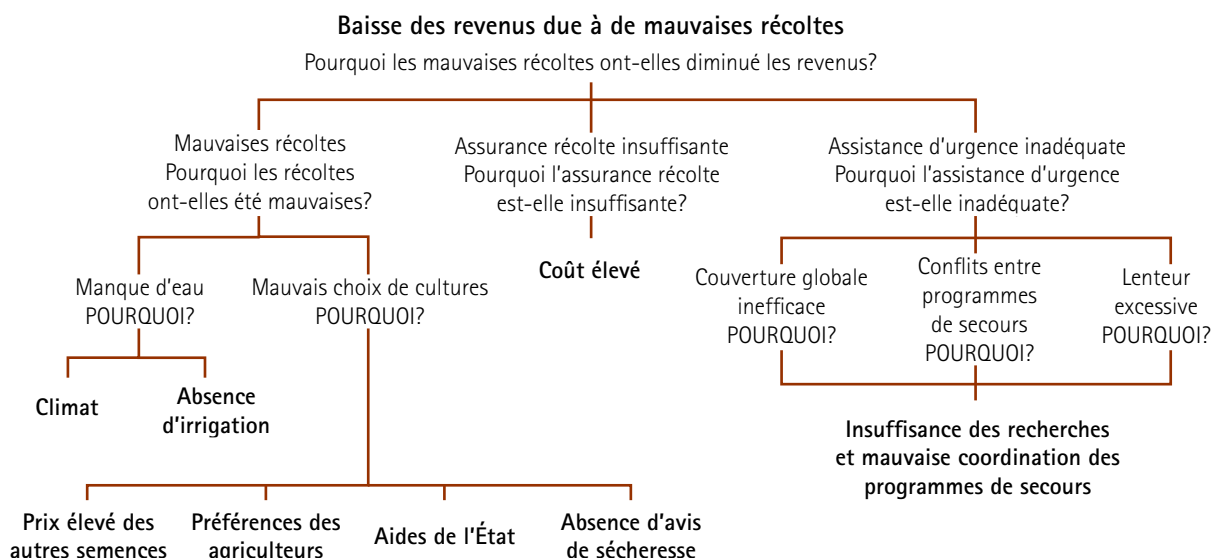 Baisse des revenus due à de mauvaises récoltes
Pourquoi les mauvaises récoltes ont-elles diminué les revenus?
Mauvaises récoltes
Pourquoi les récoltes
ont-elles été mauvaises?
Assurance récolte insuffisante
Pourquoi l'assurance récolte
est-elle insuffisante?
Assistance d'urgence inadéquate
Pourquoi l'assistance d'urgence
est-elle inadéquate?
Manque d'eau
POURQUOI?
Mauvais choix de cultures
POURQUOI?
Coût élevé
Couverture globale
inefficace
POURQUOI?
Conflits entre
programmes
de secours
POURQUOI?
Lenteur
excessive
POURQUOI?
Climat
Absence
d'irrigation
Insuffisance des recherches
et mauvaise coordination des
programmes de secours
Prix élevé des
autres semences
Préférences des
agriculteurs
Aides de l'État
Absence d'avis
de sécheresse